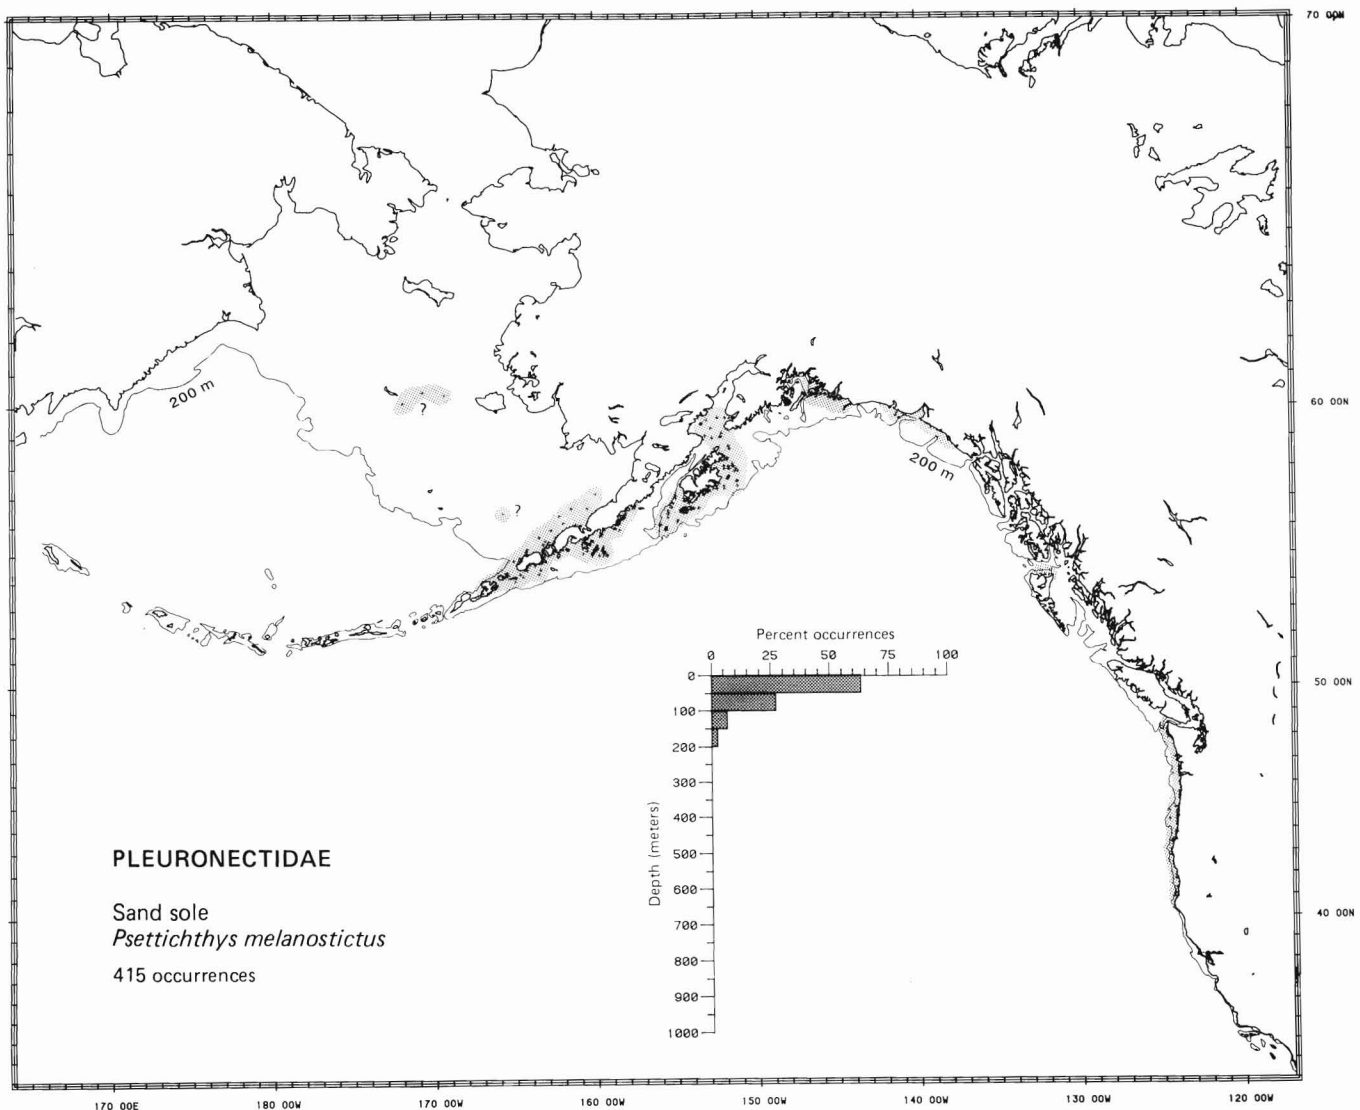 70 00N
200 m
?
60 00N
200 m
?
Percent occurrences
0 25 50 75 100
0
50 00N
100
200
300
400
Depth (meters)
500
600
700
800
900
1000
PLEURONECTIDAE
Sand sole
Psettichthys melanostictus
415 occurrences
40 00N
170 00E 180 00W 170 00W 160 00W 150 00W 140 00W 130 00W 120 00W